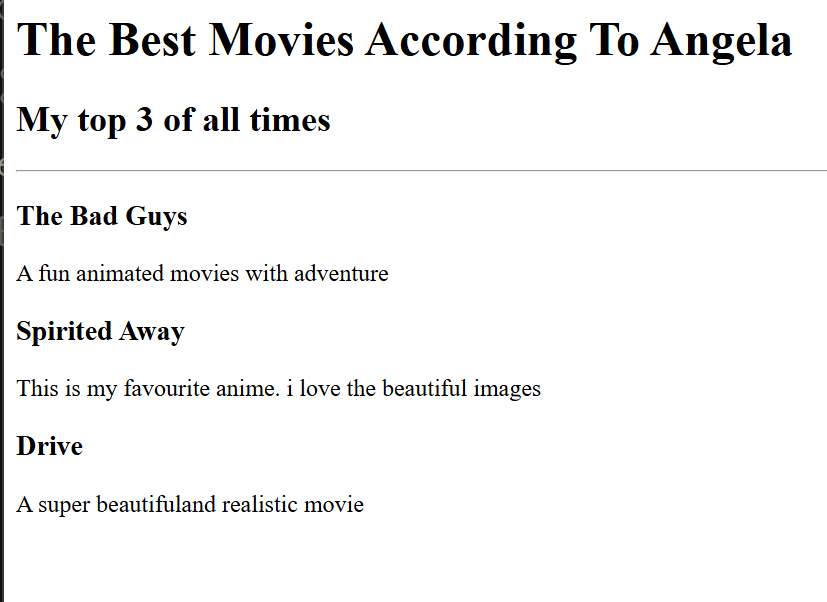 The Best Movies According To Angela
My top 3 of all times
The Bad Guys
A fun animated movies with adventure
Spirited Away
This is my favourite anime. i love the beautiful images
Drive
A super beautifuland realistic movie